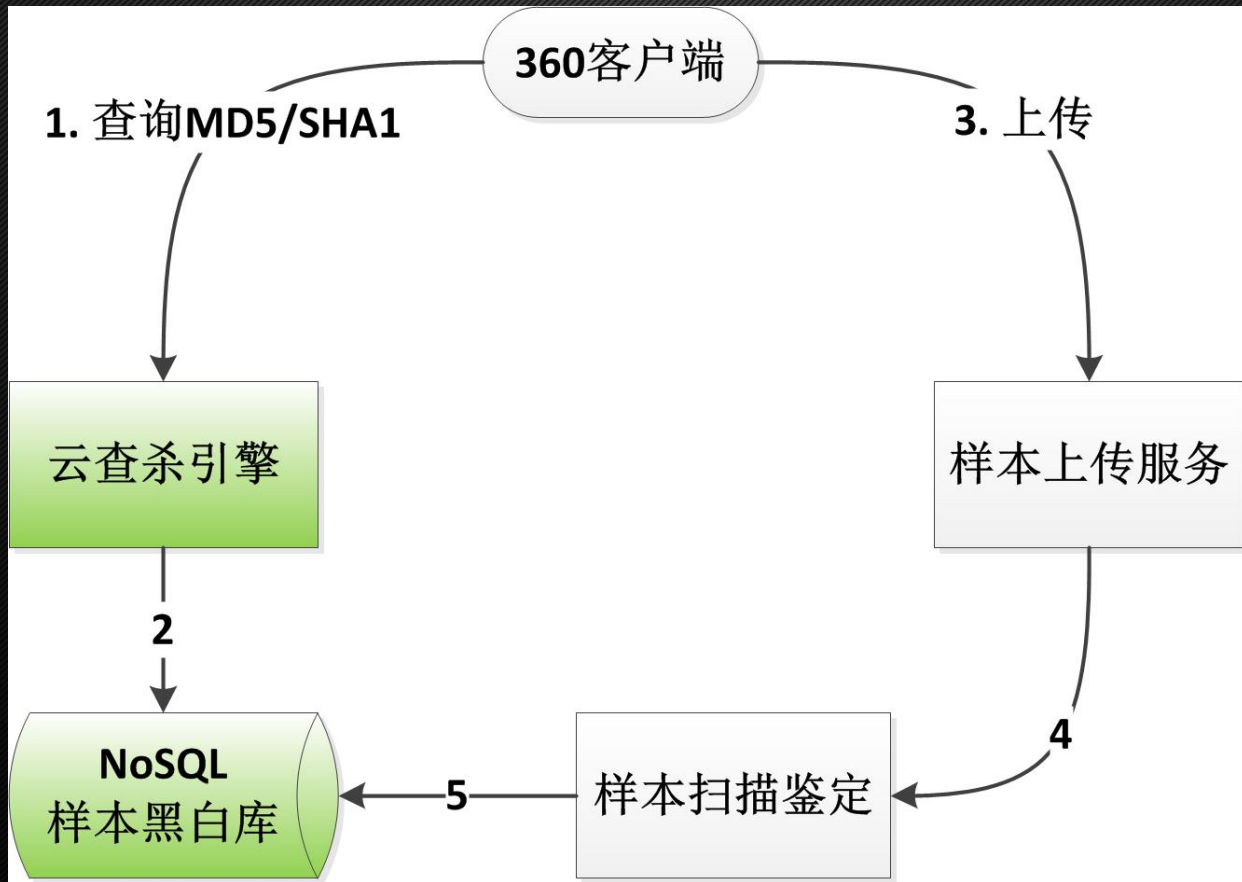 360客户端
1. 查询MD5/SHA1
3. 上传
云查杀引擎
样本上传服务
2
4
NoSQL
样本黑白库
5
样本扫描鉴定